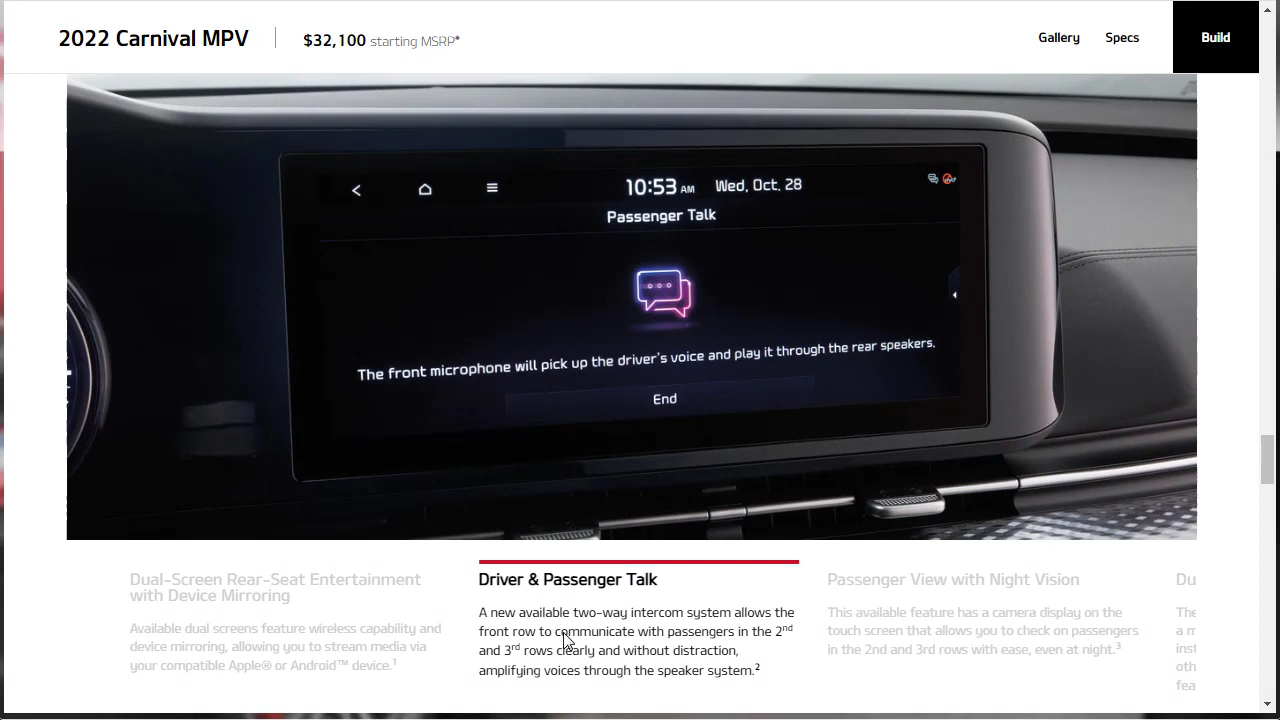 2022 Carnival MPV
$32,100 starting MSRP*
Gallery
Specs
Build
10:53 AM Wed, Oct. 28
Passenger Talk
The front microphone will pick up the driver's voice and play it through the rear speakers.
End
Dual-Screen Rear-Seat Entertainment
with Device Mirroring
Available dual screens feature wireless capability and
device mirroring, allowing you to stream media via
your compatible Apple® or Android™ device.¹
Driver & Passenger Talk
A new available two-way intercom system allows the
front row to communicate with passengers in the 2nd
and 3rd rows clearly and without distraction,
amplifying voices through the speaker system.²
Passenger View with Night Vision
This available feature has a camera display on the
touch screen that allows you to check on passengers
in the 2nd and 3rd rows with ease, even at night.³
Du
The
a m
inst
oth
fea